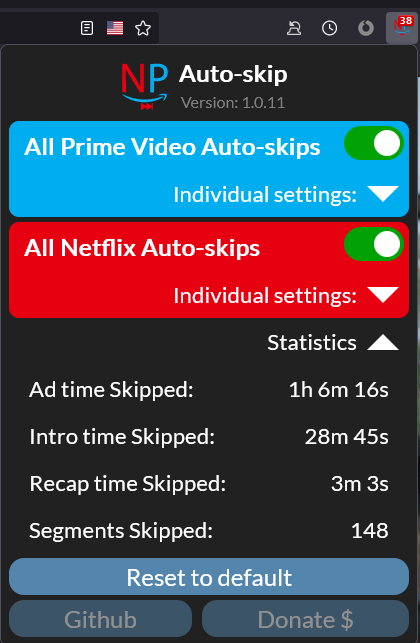 38
NP Auto-skip
Version: 1.0.11
All Prime Video Auto-skips
Individual settings:
All Netflix Auto-skips
Individual settings:
Statistics
Ad time Skipped: 1h 6m 16s
Intro time Skipped: 28m 45s
Recap time Skipped: 3m 3s
Segments Skipped: 148
Reset to default
Github Donate $